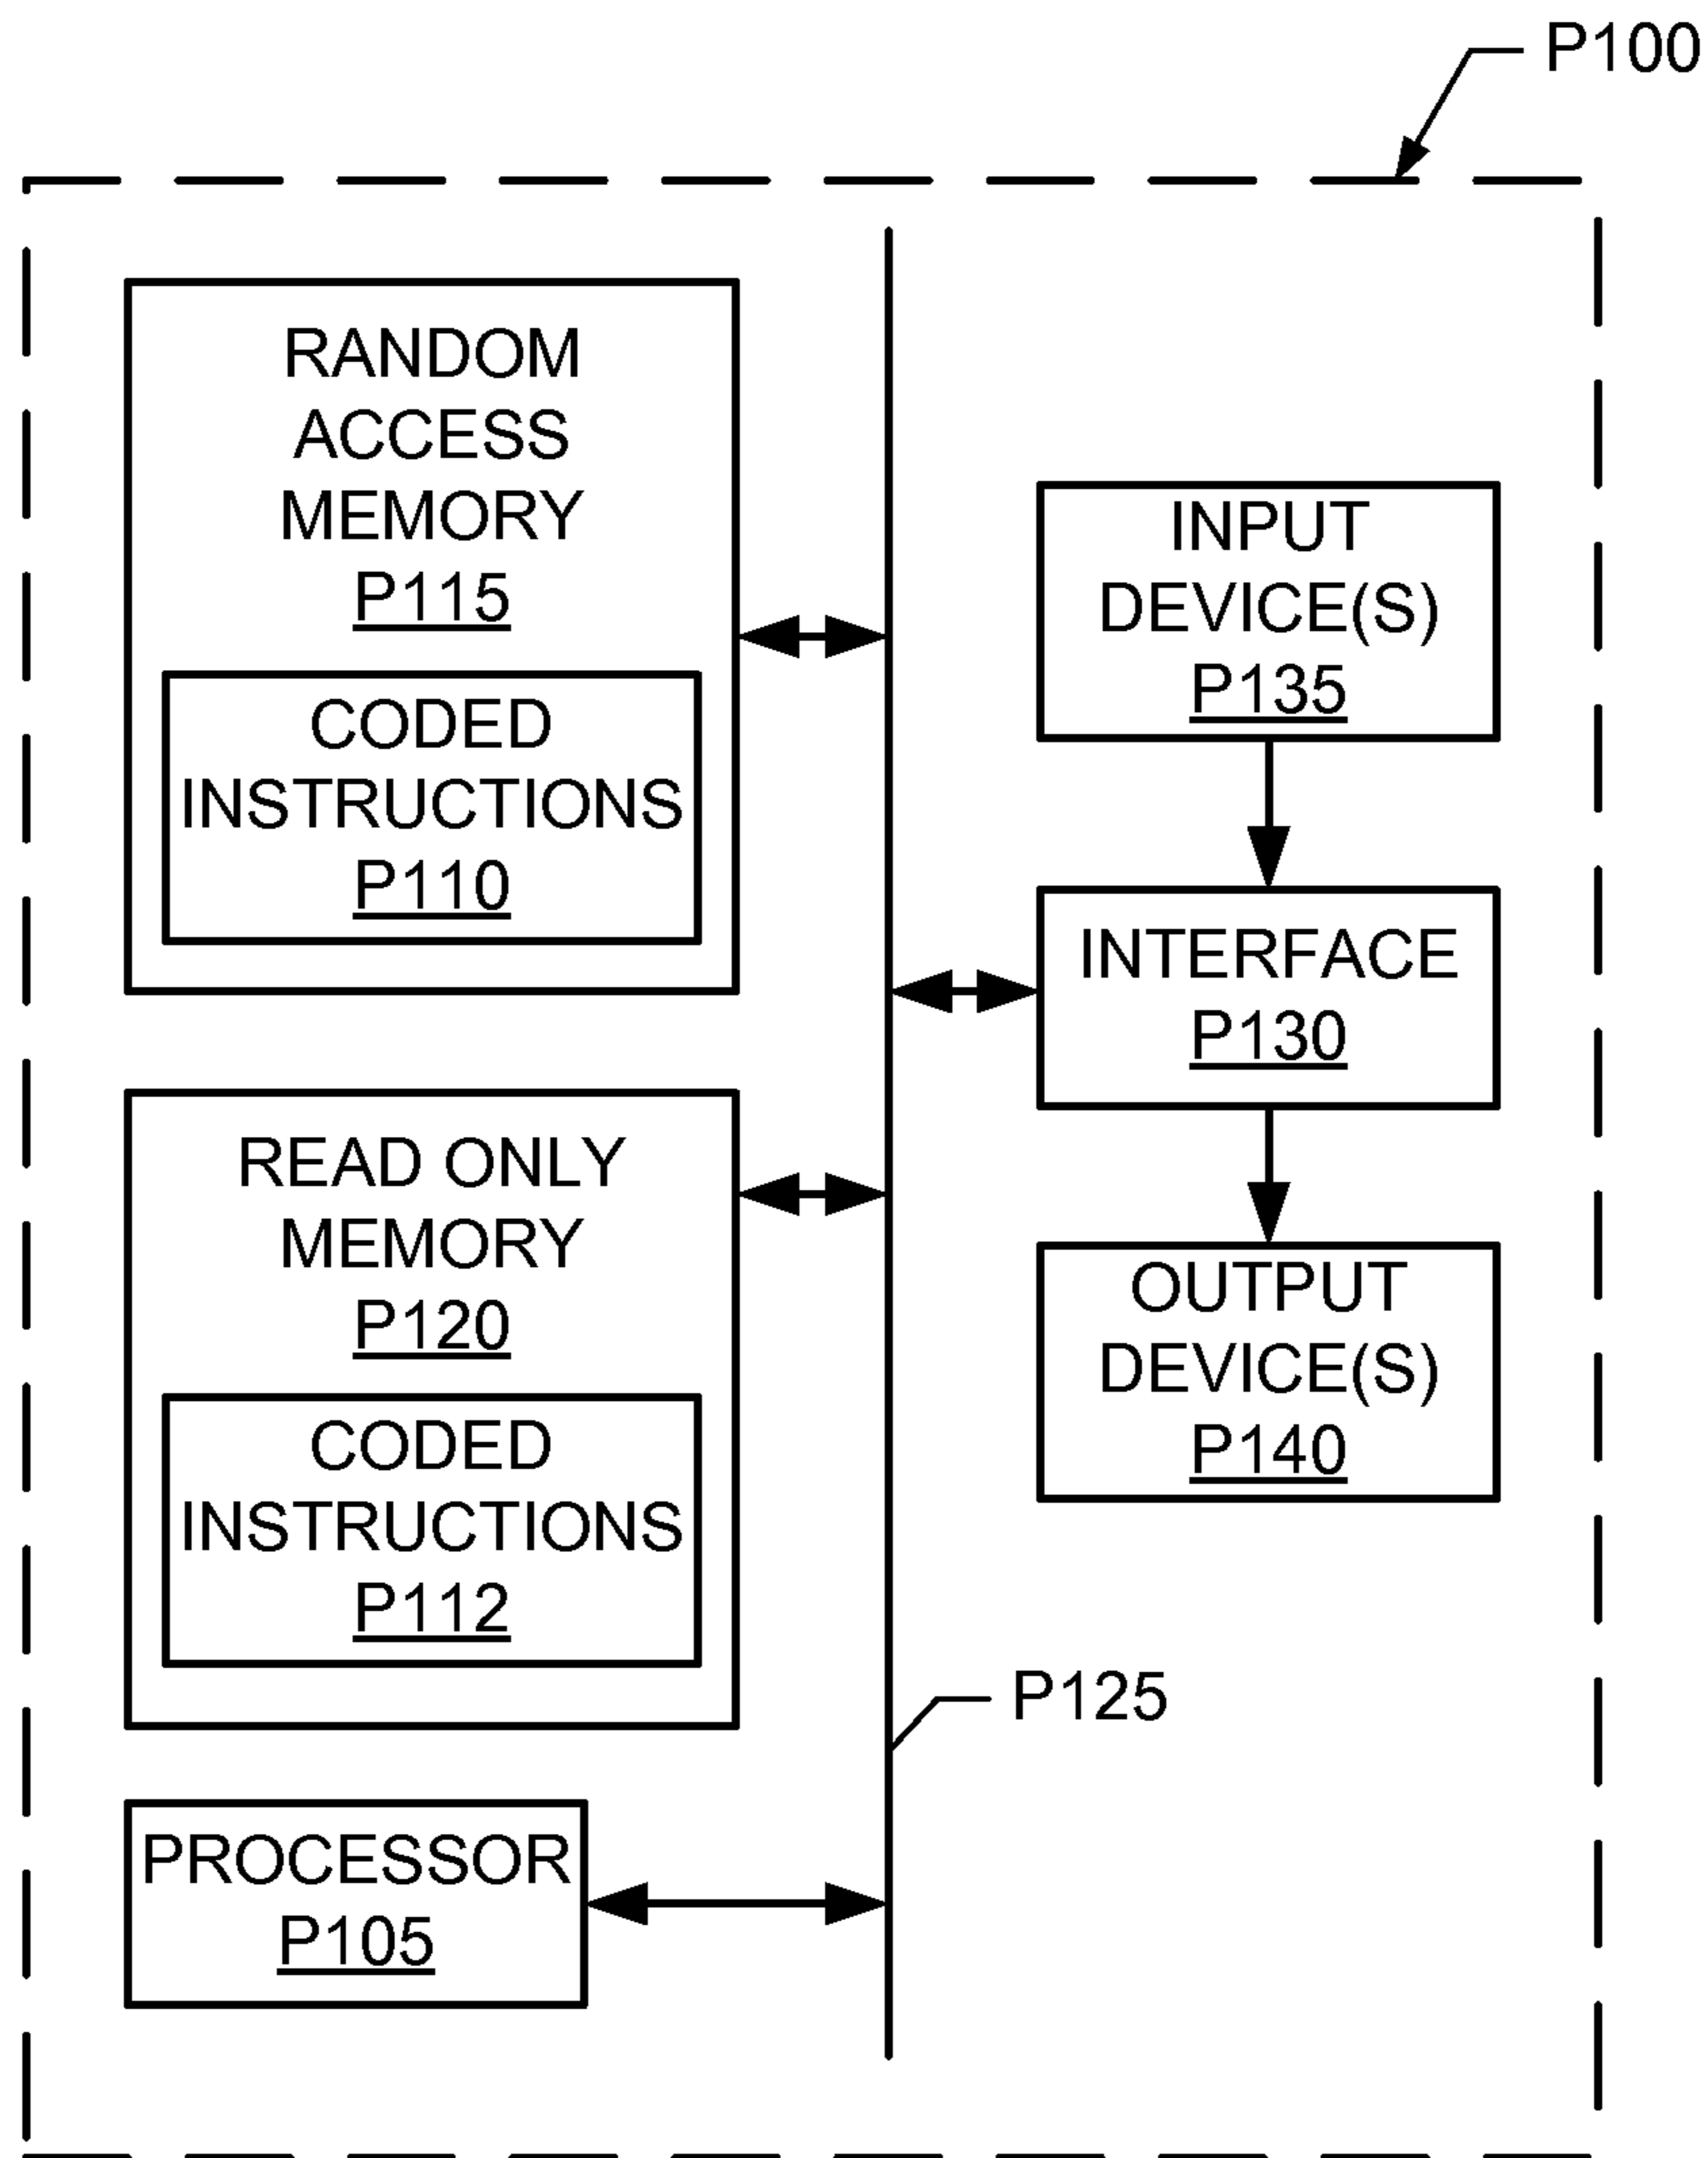 P100
RANDOM
ACCESS
MEMORY
P115
CODED
INSTRUCTIONS
P110
READ ONLY
MEMORY
P120
CODED
INSTRUCTIONS
P112
PROCESSOR
P105
INPUT
DEVICE(S)
P135
INTERFACE
P130
OUTPUT
DEVICE(S)
P140
P125